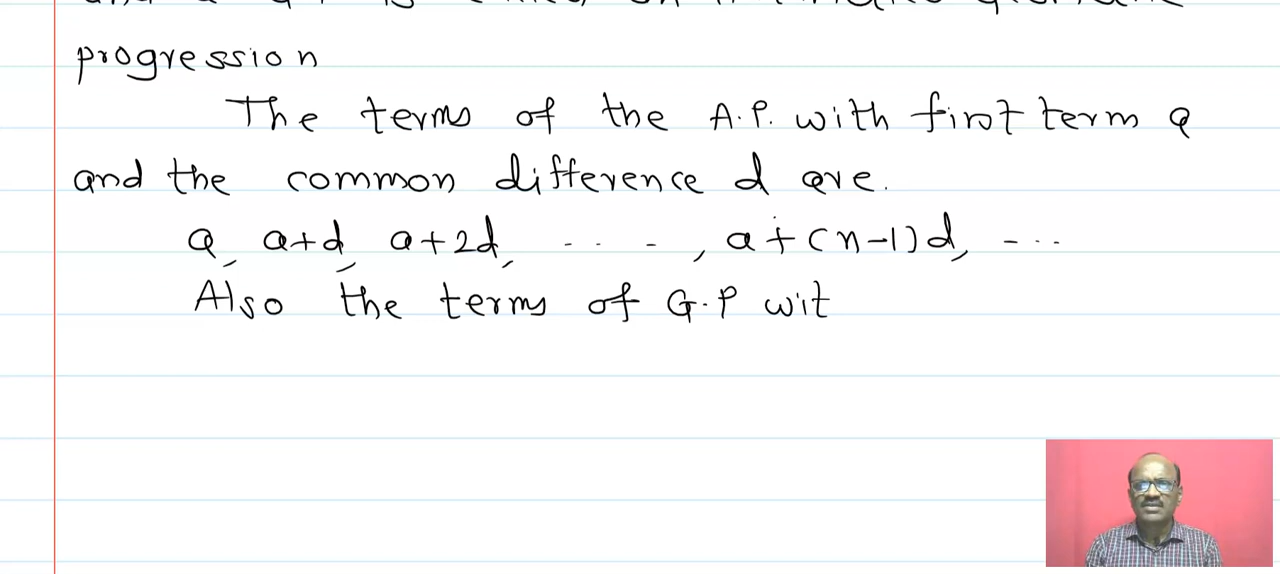 progression
The terms of the A.P. with first term a
and the common difference d are.
a, a+d, a+2d, ..., a+(n-1)d, ...
Also the terms of G.P wit